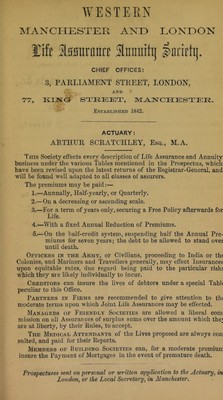 WESTERN
MANCHESTER AND LONDON
Life Assurance Annuity Society.
CHIEF OFFICES:
3, PARLIAMENT STREET, LONDON,
AND
77, KING STREET, MANCHESTER.
ESTABLISHED 1842.
ACTUARY:
ARTHUR SCRATCHLEY, ESQ., M.A.
THIS Society effects every description of Life Assurance and Annuity
business under the various Tables mentioned in the Prospectus, which
have been revised upon the latest returns of the Registrar-General, and
will be found well adapted to all classes of assurers.
The premiums may be paid:—
1.—Annually, Half-yearly, or Quarterly.
2.—On a decreasing or ascending scale.
3.—For a term of years only, securing a Free Policy afterwards for
Life.
4.—With a fixed Annual Reduction of Premiums.
5.—On the half-credit system, suspending half the Annual Pre-
miums for seven years; the debt to be allowed to stand over
until death.
OFFICERS IN THE ARMY, or Civilians, proceeding to India or the
Colonies, and Mariners and Travellers generally, may effect Insurances
upon equitable rates, due regard being paid to the particular risks
which they are likely individually to incur.
CREDITORS can insure the lives of debtors under a special Table
peculiar to this Office.
PARTNERS IN FIRMS are recommended to give attention to the
moderate terms upon which Joint Life Assurances may be effected.
MANAGERS OF FRIENDLY SOCIETIES are allowed a liberal com-
mission on all Assurances of surplus sums over the amount which they
are at liberty, by their Rules, to accept.
THE MEDICAL ATTENDANTS of the Lives proposed are always con-
sulted, and paid for their Reports.
MEMBERS OF BUILDING SOCIETIES can, for a moderate premium
insure the Payment of Mortgages in the event of premature death.
Prospectuses sent on personal or written application to the Actuary, in
London, or the Local Secretary, in Manchester.